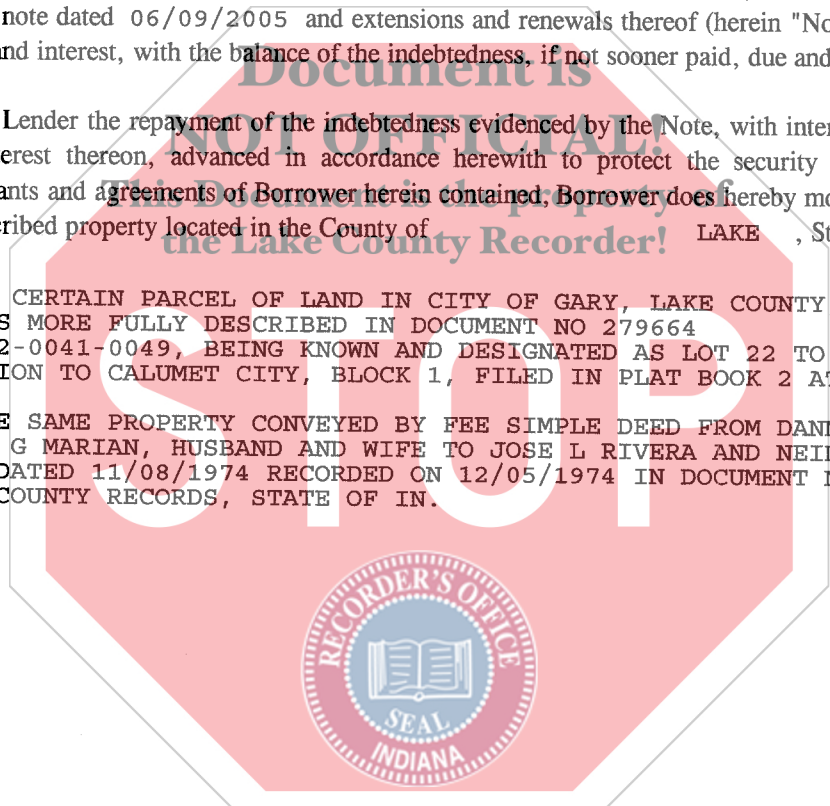 note dated 06/09/2005 and extensions and renewals thereof (herein "No
nd interest, with the balance of the indebtedness, if not sooner paid, due and
Document is
Lender the repayment of the indebtedness evidenced by the Note, with inter
NOT OFFICIAL!
erest thereon, advanced in accordance herewith to protect the security
ants and agreements of Borrower herein contained, Borrower does hereby mo
This Document is the property of
ribed property located in the County of LAKE , St
the Lake County Recorder!
CERTAIN PARCEL OF LAND IN CITY OF GARY, LAKE COUNTY
S MORE FULLY DESCRIBED IN DOCUMENT NO 279664
2-0041-0049, BEING KNOWN AND DESIGNATED AS LOT 22 TO
ION TO CALUMET CITY, BLOCK 1, FILED IN PLAT BOOK 2 AT
E SAME PROPERTY CONVEYED BY FEE SIMPLE DEED FROM DAN
G MARIAN, HUSBAND AND WIFE TO JOSE L RIVERA AND NEI
DATED 11/08/1974 RECORDED ON 12/05/1974 IN DOCUMENT
COUNTY RECORDS, STATE OF IN.
STOP
RECORDER'S OFFICE
SEAL
INDIANA